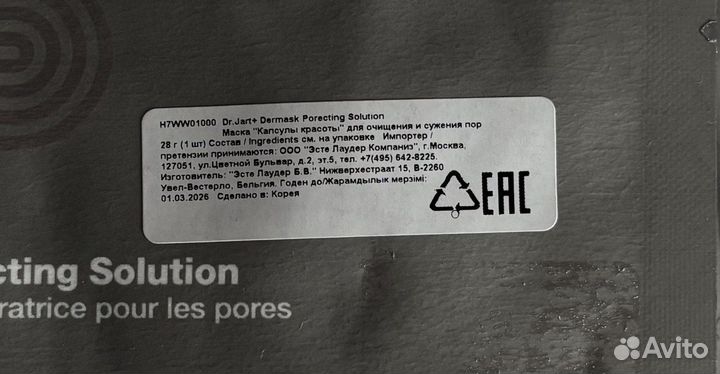 H7WW01000 Dr.Jart+ Dermask Porecting Solution
Маска "Капсулы красоты" для очищения и сужения пор
28 г (1 шт) Состав / Ingredients см. на упаковке Импортер /
претензии принимаются: ООО "Эсте Лаудер Компаниз", г.Москва,
127051, ул.Цветной Бульвар, д.2, эт.5, тел. +7(495) 642-8225.
Изготовитель: "Эсте Лаудер Б.В." Нижверхестраат 15, B-2260
Увел-Вестерло, Бельгия. Годен до/Жарамдылык мерзімі:
01.03.2026 Сделано в: Корея
EAC
cting Solution
ratrice pour les pores
Avito